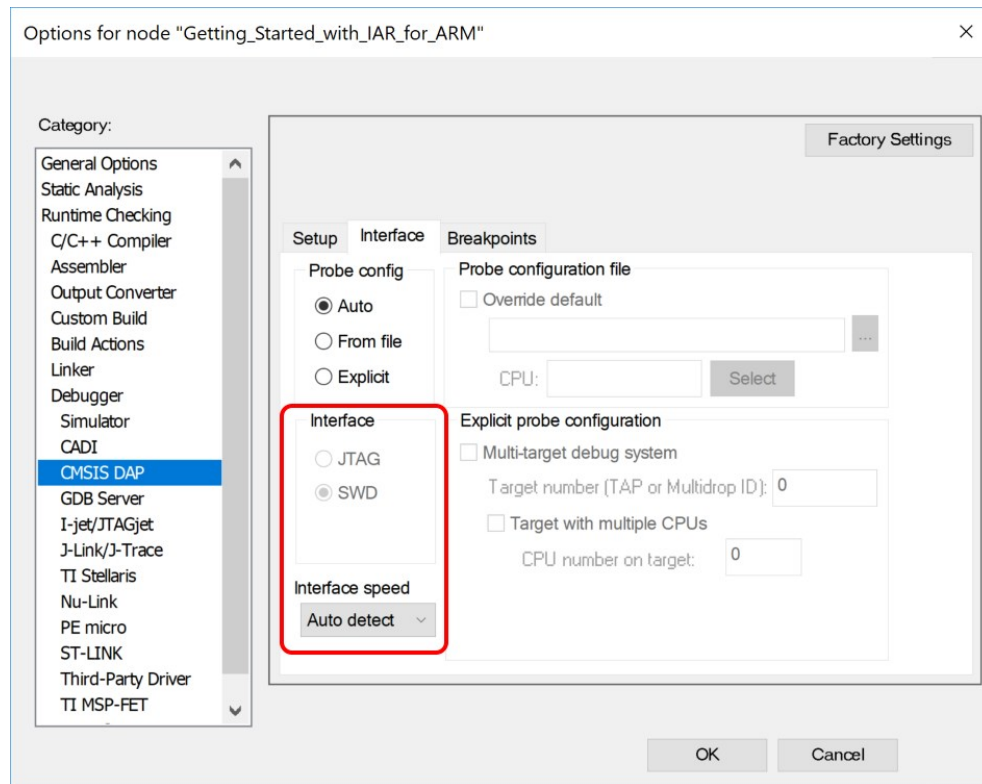 Options for node "Getting_Started_with_IAR_for_ARM"
Category:
Factory Settings
General Options
Static Analysis
Runtime Checking
C/C++ Compiler
Assembler
Output Converter
Custom Build
Build Actions
Linker
Debugger
Simulator
CADI
CMSIS DAP
GDB Server
I-jet/JTAGjet
J-Link/J-Trace
TI Stellaris
Nu-Link
PE micro
ST-LINK
Third-Party Driver
TI MSP-FET
Setup Interface Breakpoints
Probe config
Auto
From file
Explicit
Probe configuration file
Override default
...
CPU: Select
Interface
JTAG
SWD
Interface speed
Auto detect
Explicit probe configuration
Multi-target debug system
Target number (TAP or Multidrop ID): 0
Target with multiple CPUs
CPU number on target: 0
OK Cancel